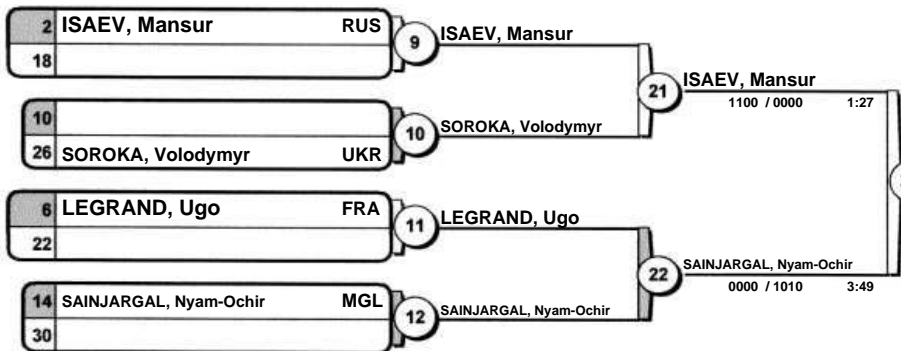 2 ISAEV, Mansur RUS
18
9
ISAEV, Mansur
10
26 SOROKA, Volodymyr UKR
10
SOROKA, Volodymyr
21
ISAEV, Mansur
1100 / 0000 1:27
6 LEGRAND, Ugo FRA
22
11
LEGRAND, Ugo
14 SAINJARGAL, Nyam-Ochir MGL
30
12
SAINJARGAL, Nyam-Ochir
22
SAINJARGAL, Nyam-Ochir
0000 / 1010 3:49